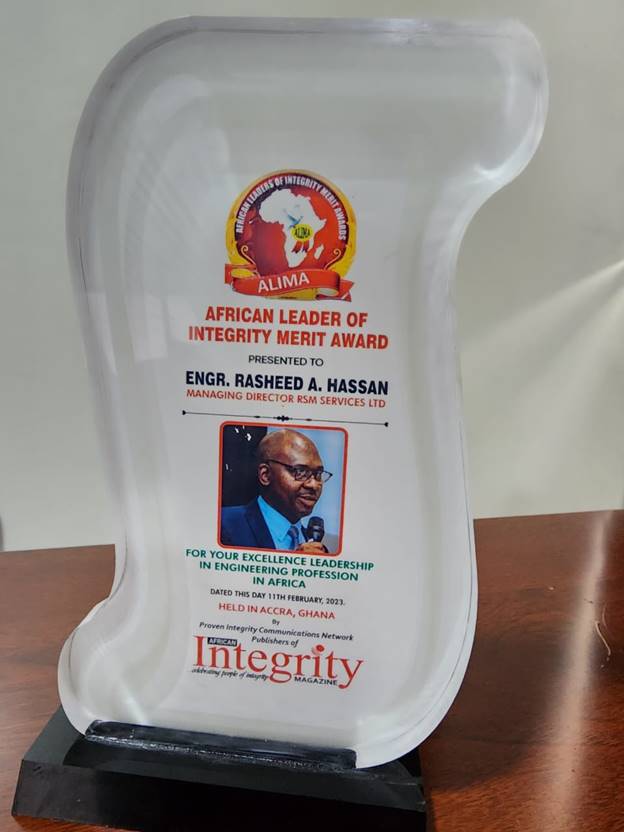 AFRICAN LEADERS OF INTEGRITY MERIT AWARDS
ALIMA
ALIMA
AFRICAN LEADER OF
INTEGRITY MERIT AWARD
PRESENTED TO
ENGR. RASHEED A. HASSAN
MANAGING DIRECTOR RSM SERVICES LTD
FOR YOUR EXCELLENCE LEADERSHIP
IN ENGINEERING PROFESSION
IN AFRICA
DATED THIS DAY 11TH FEBRUARY, 2023.
HELD IN ACCRA, GHANA
By
Proven Integrity Communications Network
Publishers of
AFRICAN
Integrity
celebrating people of integrity
MAGAZINE